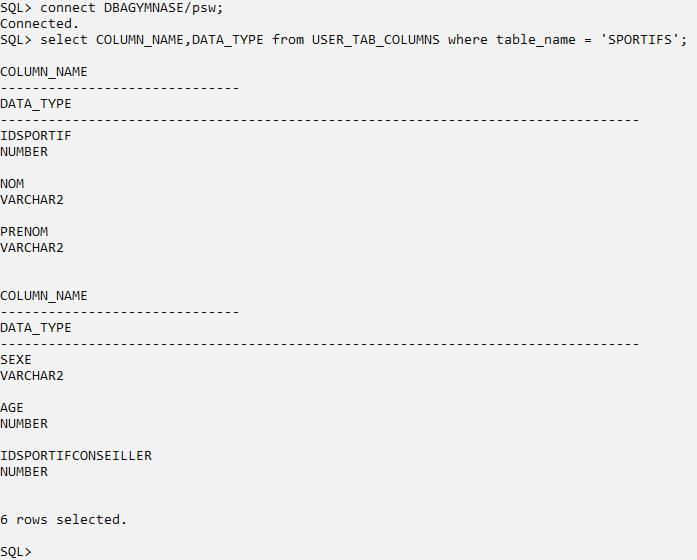 SQL> connect DBAGYMNASE/psw;
Connected.
SQL> select COLUMN_NAME,DATA_TYPE from USER_TAB_COLUMNS where table_name = 'SPORTIFS';
COLUMN_NAME
------------------------------
DATA_TYPE
--------------------------------------------------------------------------------
IDSPORTIF
NUMBER
NOM
VARCHAR2
PRENOM
VARCHAR2
COLUMN_NAME
------------------------------
DATA_TYPE
--------------------------------------------------------------------------------
SEXE
VARCHAR2
AGE
NUMBER
IDSPORTIFCONSEILLER
NUMBER
6 rows selected.
SQL>